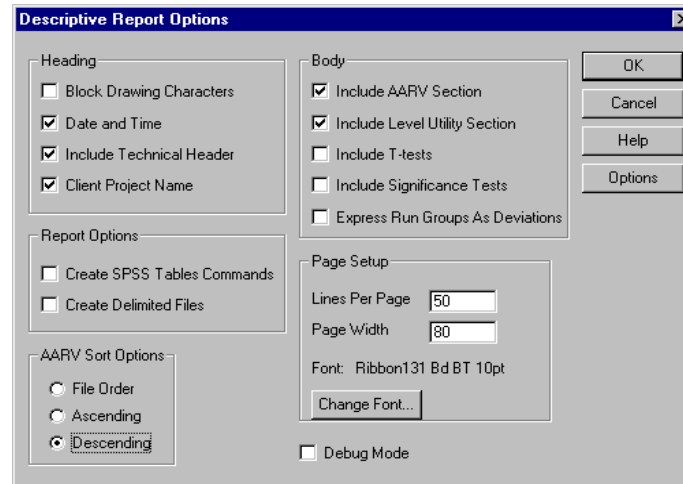 Descriptive Report Options
Heading
Block Drawing Characters
Date and Time
Include Technical Header
Client Project Name
Report Options
Create SPSS Tables Commands
Create Delimited Files
AARV Sort Options
File Order
Ascending
Descending
Body
Include AARV Section
Include Level Utility Section
Include T-tests
Include Significance Tests
Express Run Groups As Deviations
Page Setup
Lines Per Page 50
Page Width 80
Font: Ribbon131 Bd BT 10pt
Change Font...
Debug Mode
OK
Cancel
Help
Options